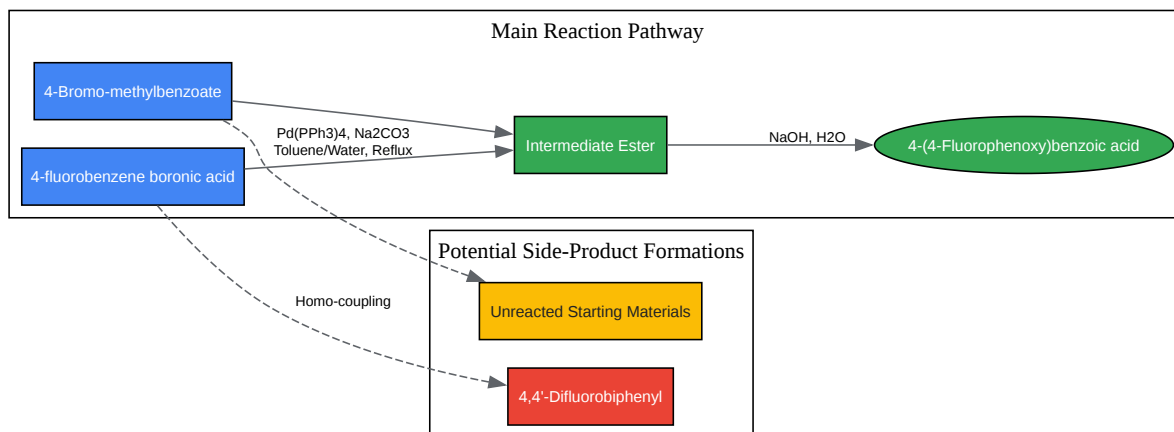 Main Reaction Pathway
4-Bromo-methylbenzoate
4-fluorobenzene boronic acid
Pd(PPh3)4, Na2CO3
Toluene/Water, Reflux
Intermediate Ester
NaOH, H2O
4-(4-Fluorophenoxy)benzoic acid
Potential Side-Product Formations
Unreacted Starting Materials
Homo-coupling
4,4'-Difluorobiphenyl